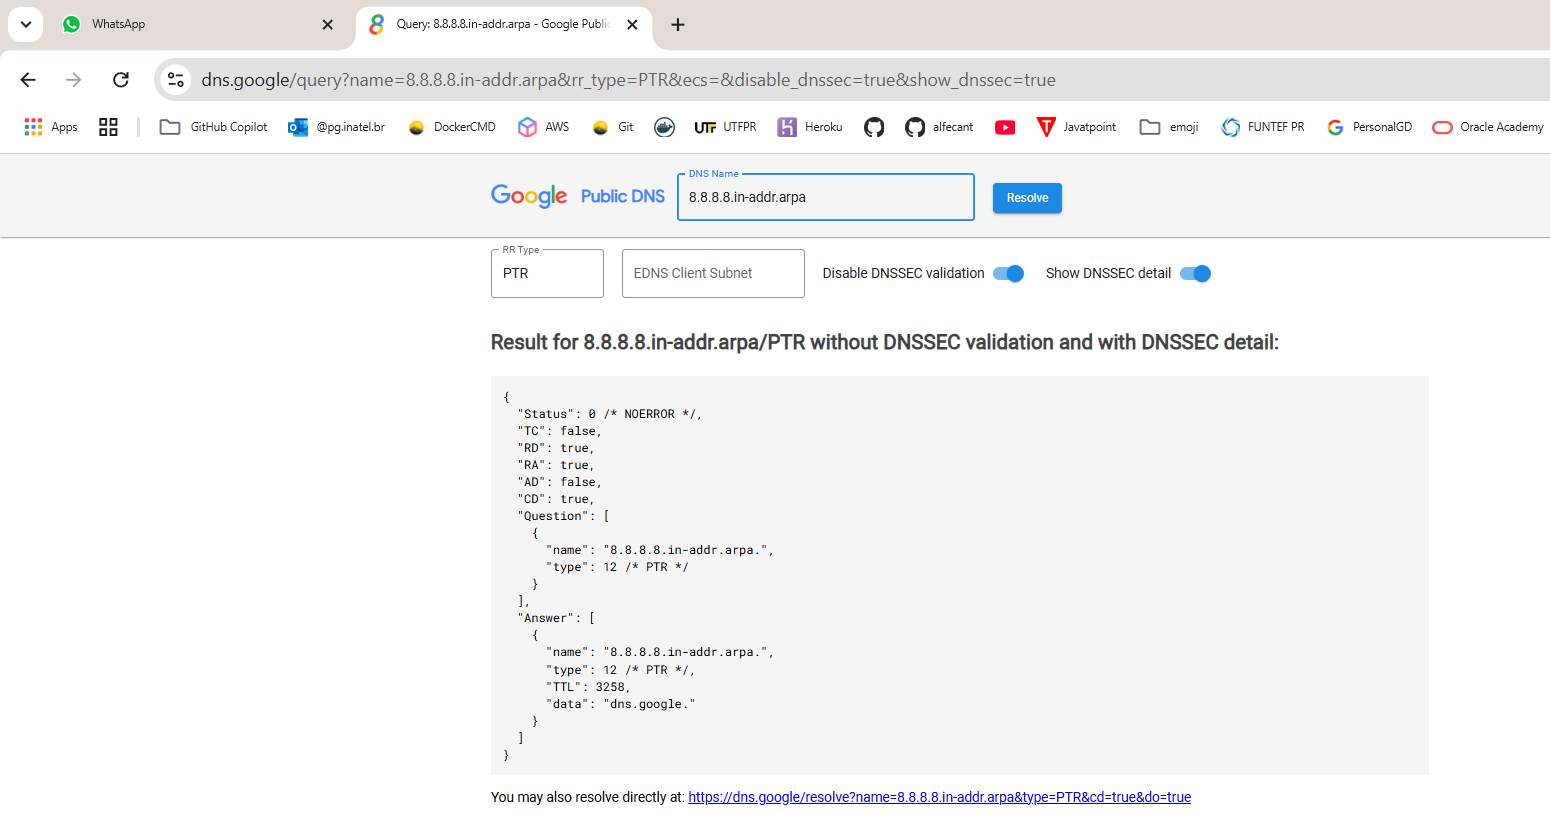 WhatsApp
Query: 8.8.8.8.in-addr.arpa - Google Public
dns.google/query?name=8.8.8.8.in-addr.arpa&rr_type=PTR&ecs=&disable_dnssec=true&show_dnssec=true
Apps GitHub Copilot @pg.inatel.br DockerCMD AWS Git UTF UTFPR Heroku alfecant Javatpoint emoji FUNTEF PR PersonalGD Oracle Academy
DNS Name
Google Public DNS 8.8.8.8.in-addr.arpa Resolve
RR Type
PTR EDNS Client Subnet Disable DNSSEC validation Show DNSSEC detail
Result for 8.8.8.8.in-addr.arpa/PTR without DNSSEC validation and with DNSSEC detail:
{
"Status": 0 /* NOERROR */,
"TC": false,
"RD": true,
"RA": true,
"AD": false,
"CD": true,
"Question": [
{
"name": "8.8.8.8.in-addr.arpa.",
"type": 12 /* PTR */
}
],
"Answer": [
{
"name": "8.8.8.8.in-addr.arpa.",
"type": 12 /* PTR */,
"TTL": 3258,
"data": "dns.google."
}
]
}
You may also resolve directly at: https://dns.google/resolve?name=8.8.8.8.in-addr.arpa&type=PTR&cd=true&do=true